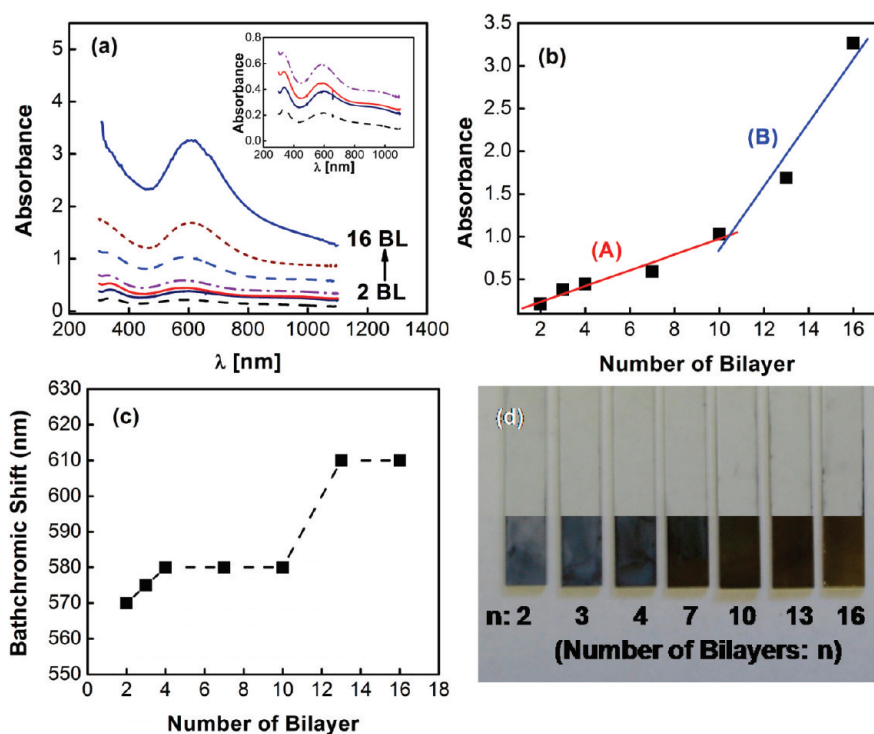 (a)
Absorbance
5
4
3
2
1
0
200 400 600 800 1000 1200 1400
λ [nm]
16 BL
2 BL
Absorbance
0.8
0.6
0.4
0.2
0.0
200 400 600 800 1000
λ [nm]
(b)
Absorbance
3.5
3.0
2.5
2.0
1.5
1.0
0.5
2 4 6 8 10 12 14 16
Number of Bilayer
(A)
(B)
(c)
Bathchromic Shift (nm)
630
620
610
600
590
580
570
560
550
0 2 4 6 8 10 12 14 16 18
Number of Bilayer
(d)
n: 2 3 4 7 10 13 16
(Number of Bilayers: n)